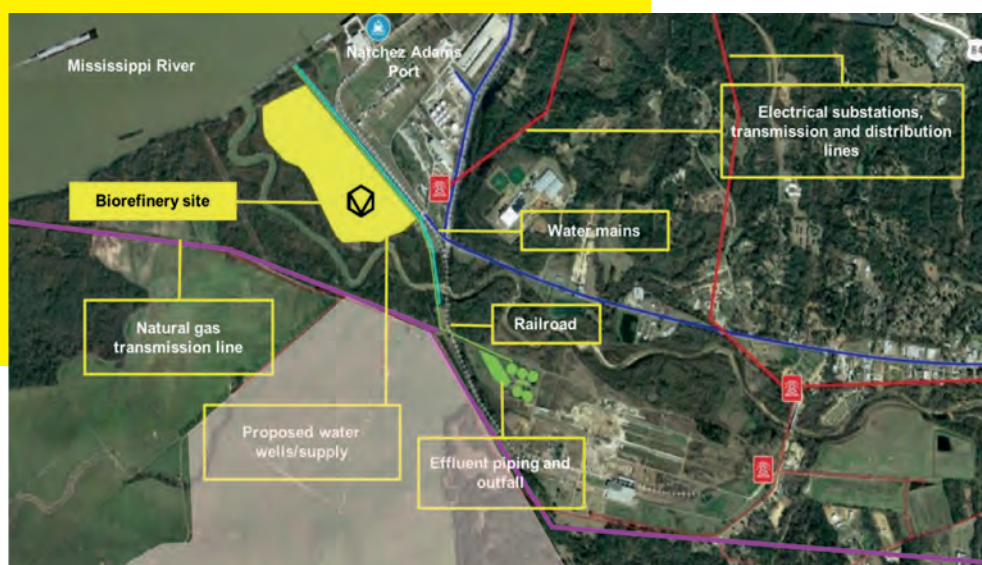 Mississippi River
Natchez Adams
Port
84
Electrical substations,
transmission and distribution
lines
Biorefinery site
Water mains
Natural gas
transmission line
Railroad
Proposed water
wells/supply
Effluent piping and
outfall